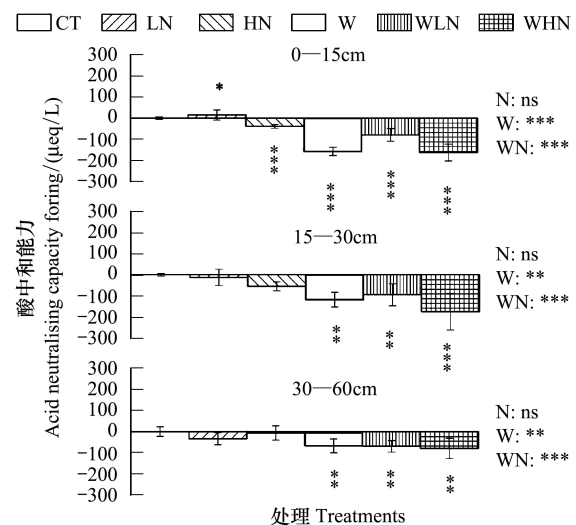 CT LN HN W WLN WHN
0—15cm
300
200
100
0
−100
−200
−300
*
***
***
***
***
N: ns
W: ***
WN: ***
15—30cm
300
200
100
0
−100
−200
−300
**
**
***
N: ns
W: **
WN: ***
30—60cm
300
200
100
0
−100
−200
−300
**
**
**
N: ns
W: **
WN: ***
酸中和能力
Acid neutralising capacity foring/(μeq/L)
处理 Treatments